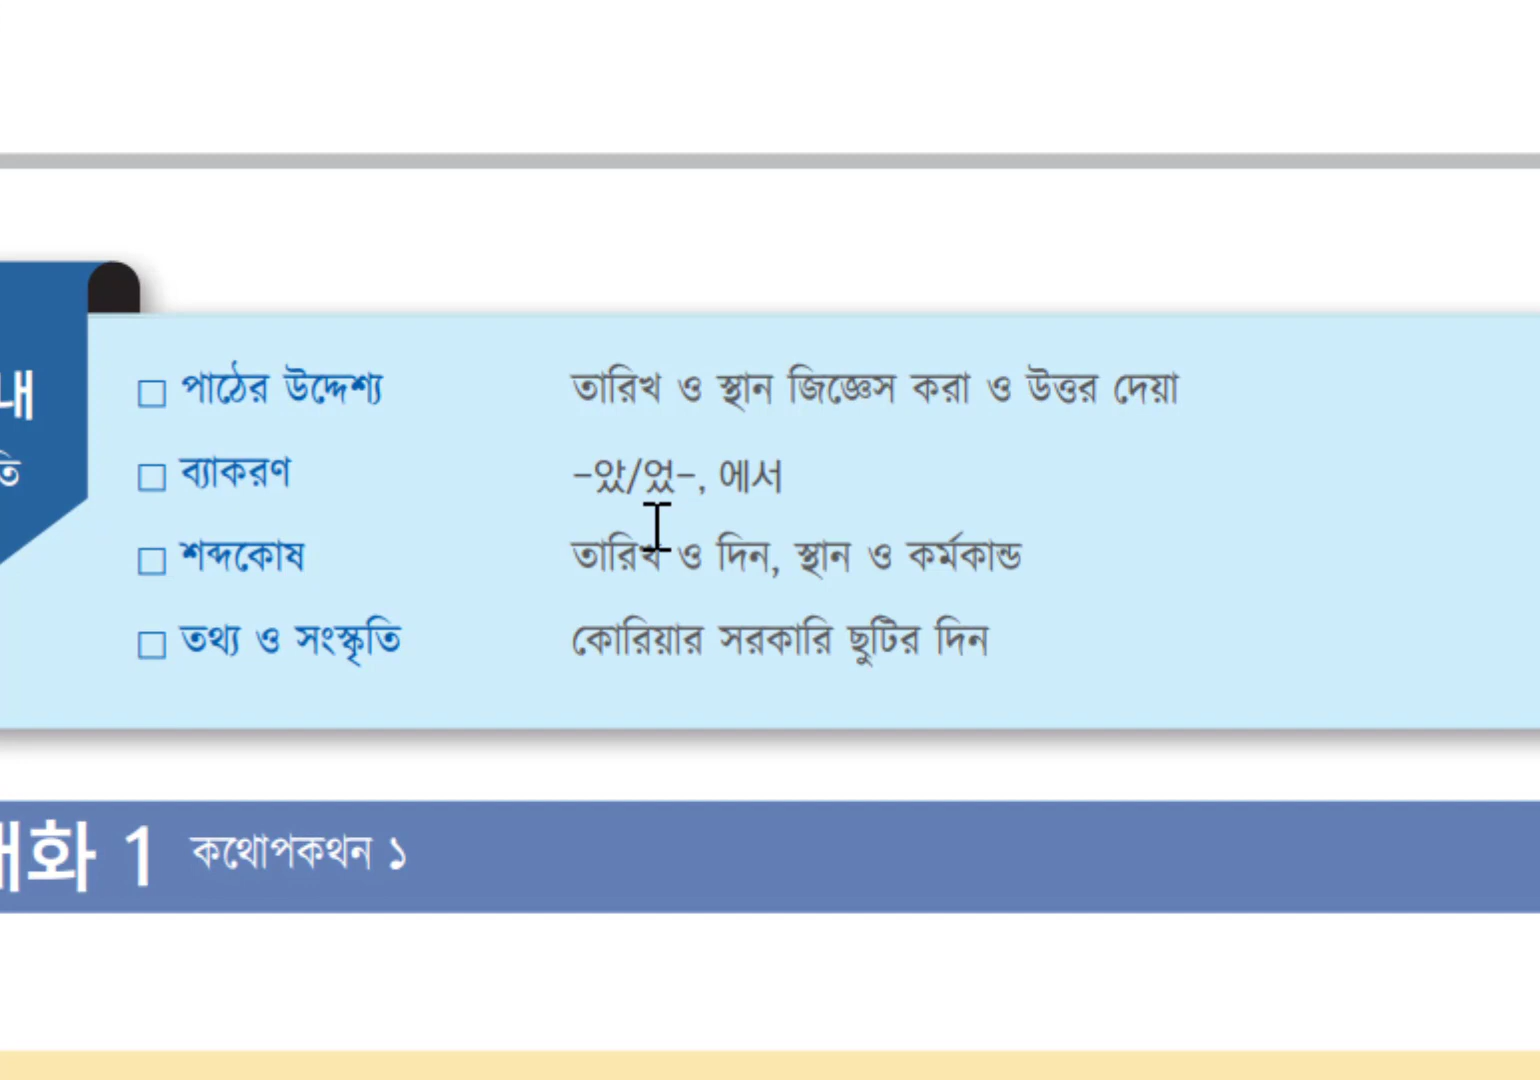 내
তি
□ পাঠের উদ্দেশ্য তারিখ ও স্থান জিজ্ঞেস করা ও উত্তর দেয়া
□ ব্যাকরণ -았/었-, 에서
□ শব্দকোষ তারিখ ও দিন, স্থান ও কর্মকান্ড
□ তথ্য ও সংস্কৃতি কোরিয়ার সরকারি ছুটির দিন
대화 1 কথোপকথন ১